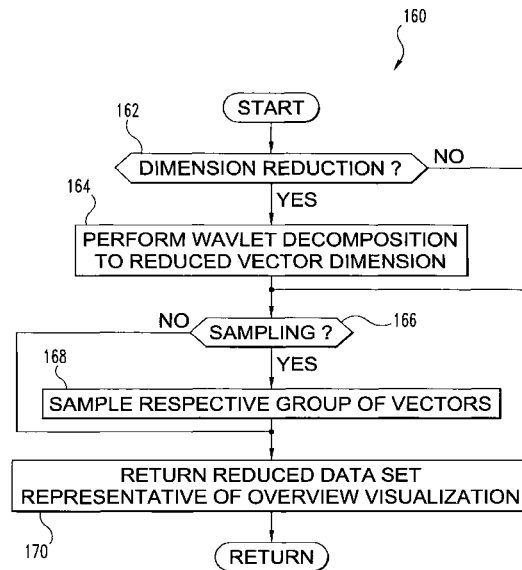 160
START
162
DIMENSION REDUCTION ?
NO
YES
164
PERFORM WAVLET DECOMPOSITION
TO REDUCED VECTOR DIMENSION
NO
SAMPLING ?
166
YES
168
SAMPLE RESPECTIVE GROUP OF VECTORS
RETURN REDUCED DATA SET
REPRESENTATIVE OF OVERVIEW VISUALIZATION
170
RETURN